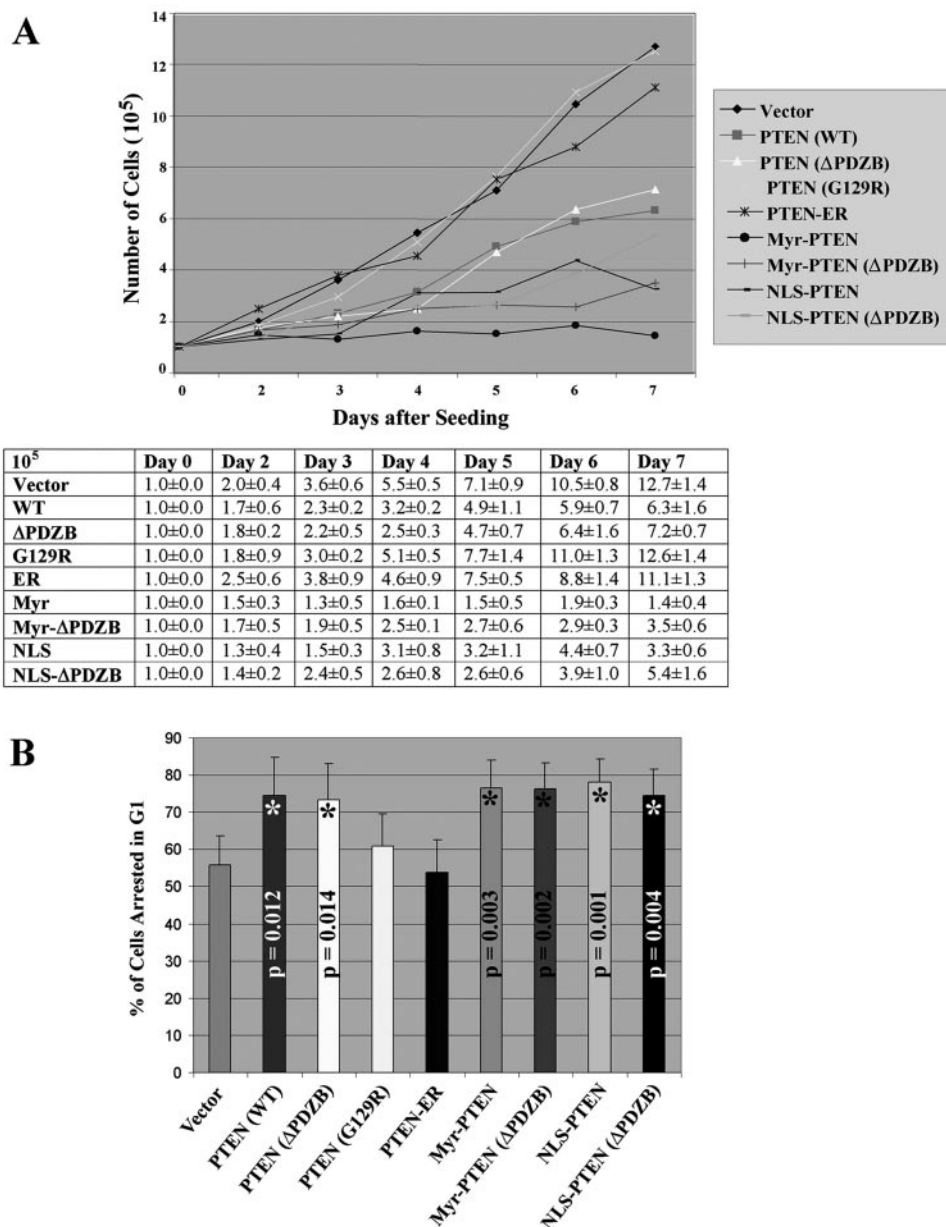 A
14
12
10
8
6
4
2
0
Number of Cells (10⁵)
0 2 3 4 5 6 7
Days after Seeding
Vector
PTEN (WT)
PTEN (ΔPDZB)
PTEN (G129R)
PTEN-ER
Myr-PTEN
Myr-PTEN (ΔPDZB)
NLS-PTEN
NLS-PTEN (ΔPDZB)
10⁵ Day 0 Day 2 Day 3 Day 4 Day 5 Day 6 Day 7
Vector 1.0±0.0 2.0±0.4 3.6±0.6 5.5±0.5 7.1±0.9 10.5±0.8 12.7±1.4
WT 1.0±0.0 1.7±0.6 2.3±0.2 3.2±0.2 4.9±1.1 5.9±0.7 6.3±1.6
ΔPDZB 1.0±0.0 1.8±0.2 2.2±0.5 2.5±0.3 4.7±0.7 6.4±1.6 7.2±0.7
G129R 1.0±0.0 1.8±0.9 3.0±0.2 5.1±0.5 7.7±1.4 11.0±1.3 12.6±1.4
ER 1.0±0.0 2.5±0.6 3.8±0.9 4.6±0.9 7.5±0.5 8.8±1.4 11.1±1.3
Myr 1.0±0.0 1.5±0.3 1.3±0.5 1.6±0.1 1.5±0.5 1.9±0.3 1.4±0.4
Myr-ΔPDZB 1.0±0.0 1.7±0.5 1.9±0.5 2.5±0.1 2.7±0.6 2.9±0.3 3.5±0.6
NLS 1.0±0.0 1.3±0.4 1.5±0.3 3.1±0.8 3.2±1.1 4.4±0.7 3.3±0.6
NLS-ΔPDZB 1.0±0.0 1.4±0.2 2.4±0.5 2.6±0.8 2.6±0.6 3.9±1.0 5.4±1.6
B
90
80
70
60
50
40
30
20
10
0
% of Cells Arrested in G1
* * * * * *
p = 0.012
p = 0.014
p = 0.003
p = 0.002
p = 0.001
p = 0.004
Vector
PTEN (WT)
PTEN (ΔPDZB)
PTEN (G129R)
PTEN-ER
Myr-PTEN
Myr-PTEN (ΔPDZB)
NLS-PTEN
NLS-PTEN (ΔPDZB)